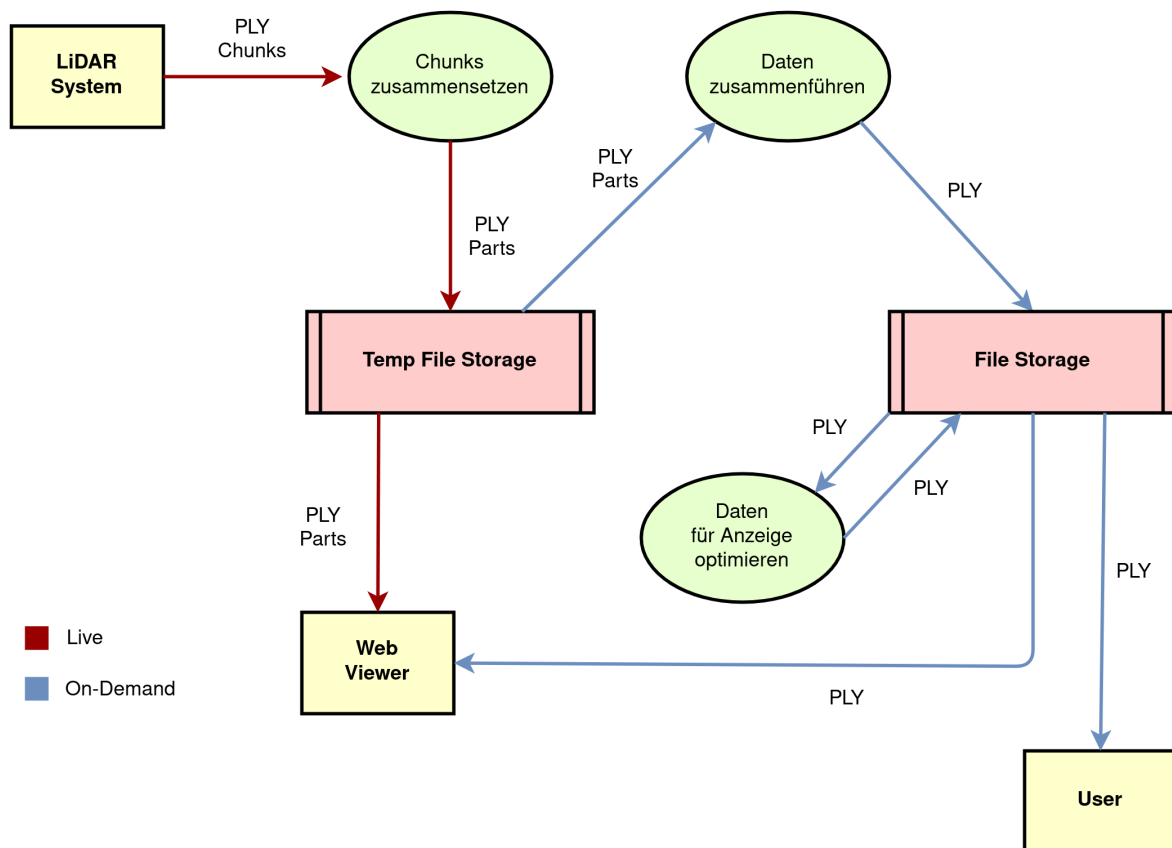 PLY
Chunks
LiDAR
System
Chunks
zusammensetzen
Daten
zusammenführen
PLY
Parts
PLY
PLY
Parts
Temp File Storage
File Storage
PLY
PLY
Daten
für Anzeige
optimieren
PLY
Parts
PLY
Web
Viewer
Live
On-Demand
PLY
User